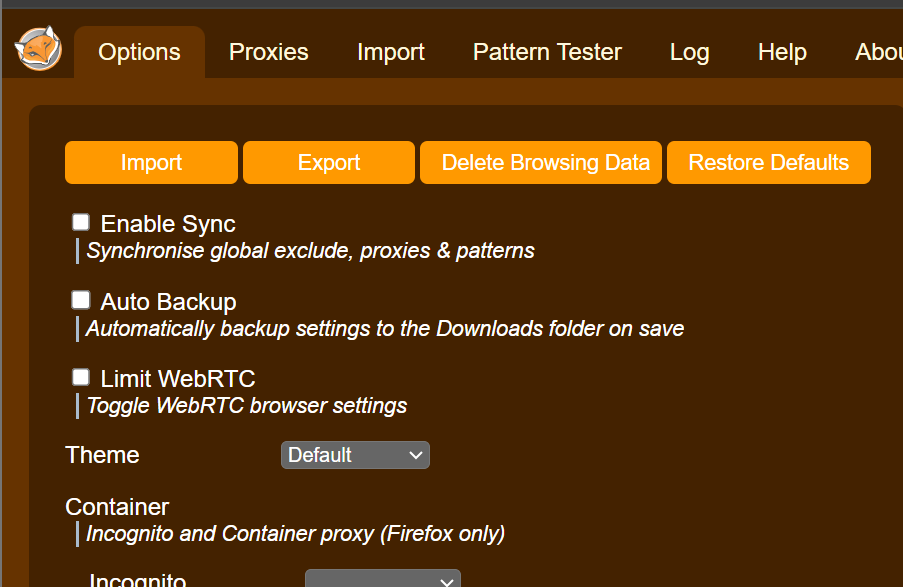 Options Proxies Import Pattern Tester Log Help Abou
Import Export Delete Browsing Data Restore Defaults
Enable Sync
Synchronise global exclude, proxies & patterns
Auto Backup
Automatically backup settings to the Downloads folder on save
Limit WebRTC
Toggle WebRTC browser settings
Theme Default
Container
Incognito and Container proxy (Firefox only)
Incognito